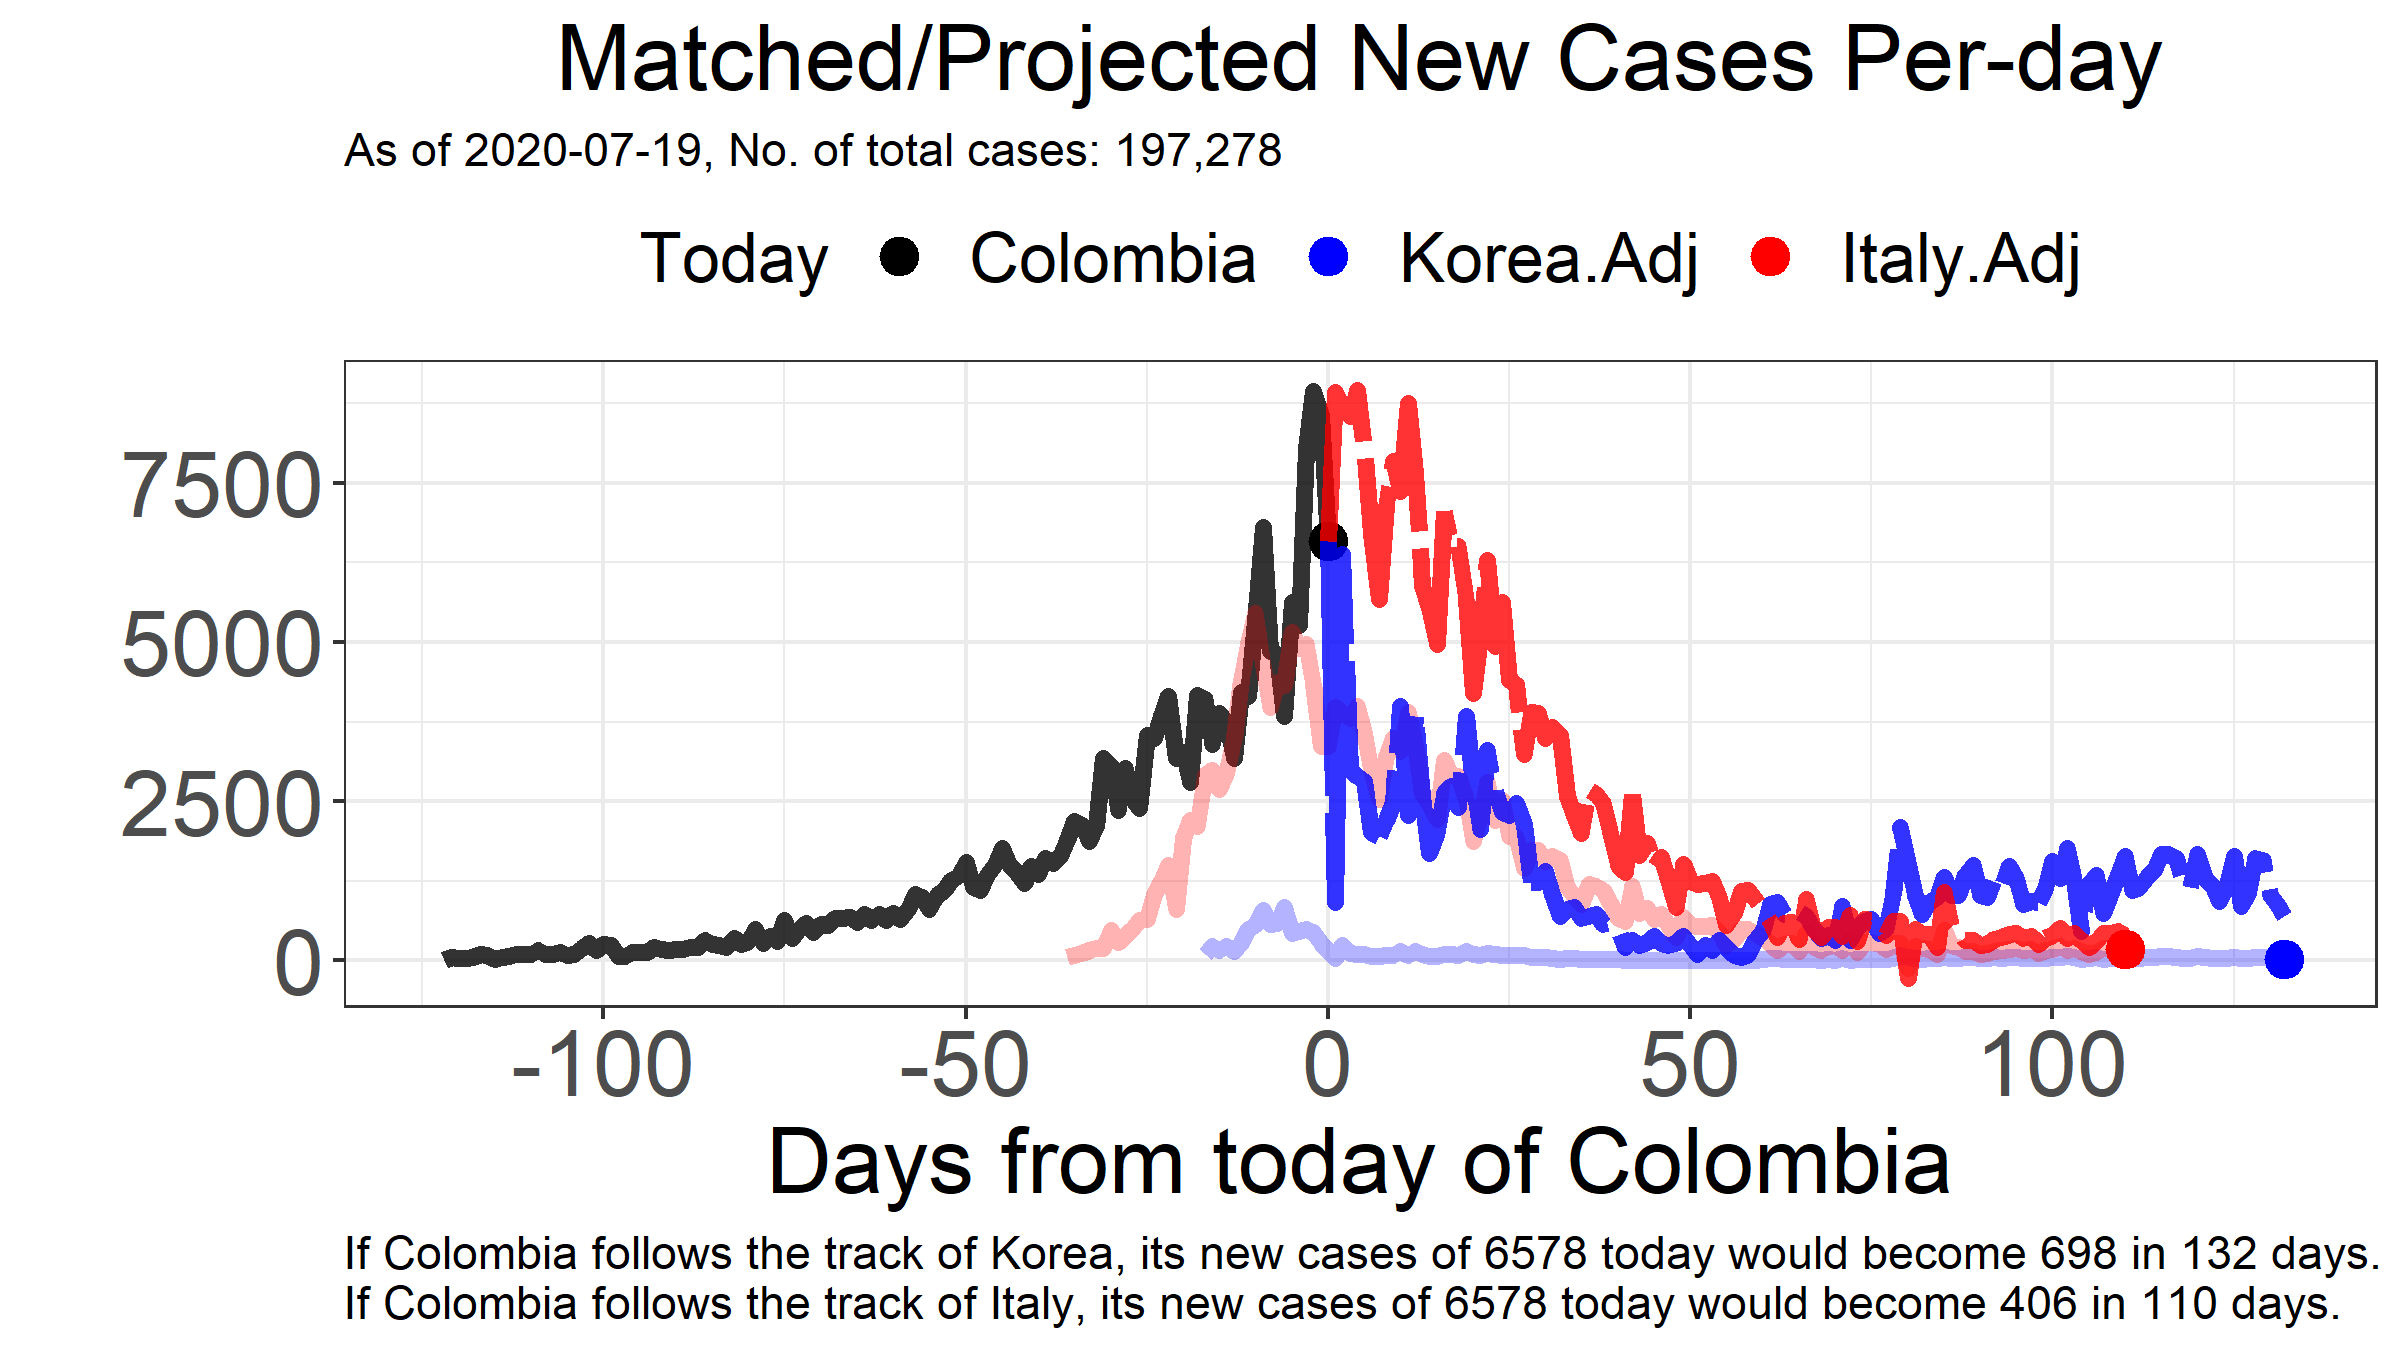 Matched/Projected New Cases Per-day
As of 2020-07-19, No. of total cases: 197,278
Today Colombia Korea.Adj Italy.Adj
7500
5000
2500
0
-100 -50 0 50 100
Days from today of Colombia
If Colombia follows the track of Korea, its new cases of 6578 today would become 698 in 132 days.
If Colombia follows the track of Italy, its new cases of 6578 today would become 406 in 110 days.